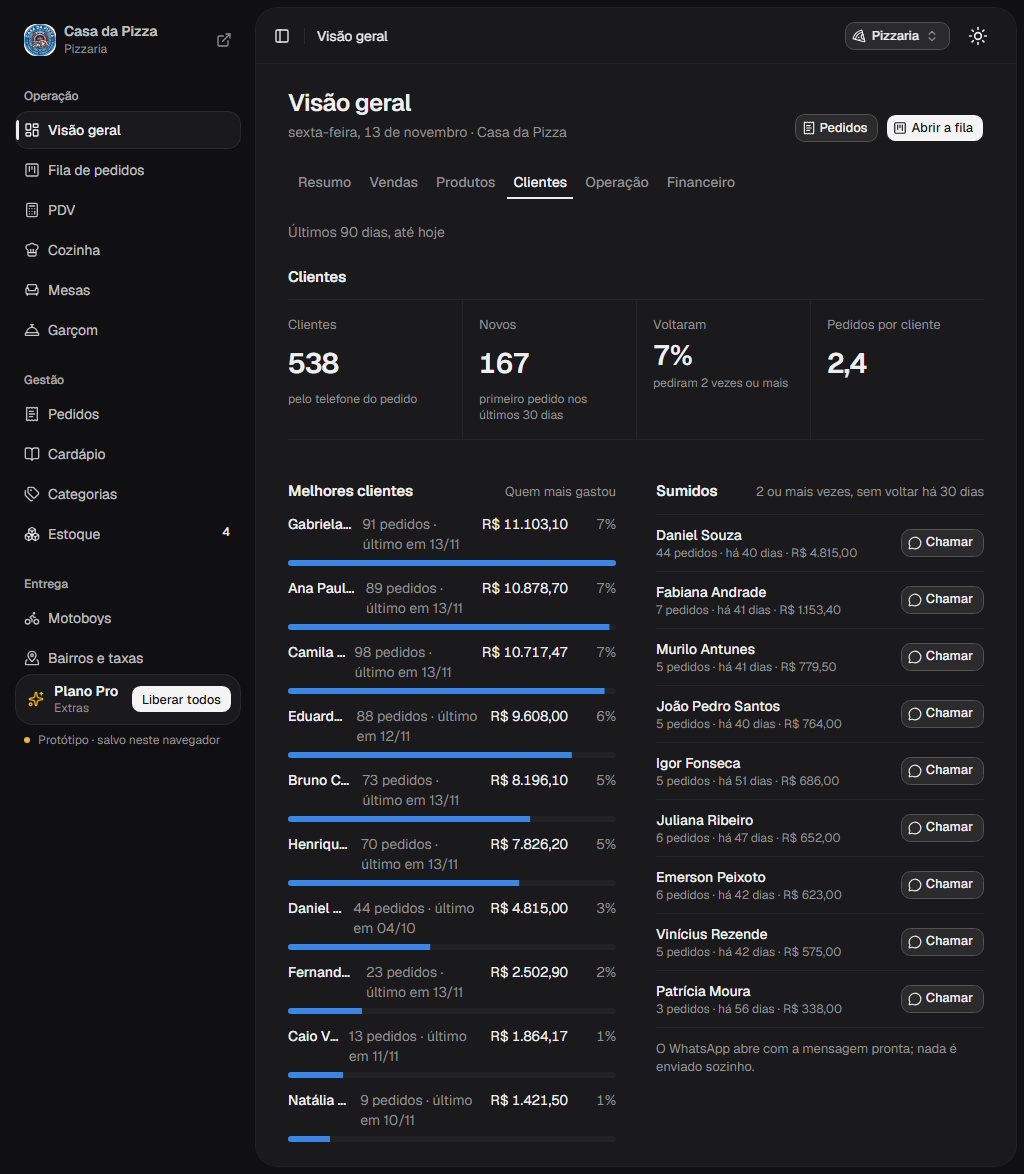 Casa da Pizza
Pizzaria
Operação
Visão geral
Fila de pedidos
PDV
Cozinha
Mesas
Garçom
Gestão
Pedidos
Cardápio
Categorias
Estoque 4
Entrega
Motoboys
Bairros e taxas
Plano Pro
Extras
Liberar todos
Protótipo · salvo neste navegador
Visão geral
Pizzaria
Visão geral
sexta-feira, 13 de novembro · Casa da Pizza
Pedidos
Abrir a fila
Resumo Vendas Produtos Clientes Operação Financeiro
Últimos 90 dias, até hoje
Clientes
Clientes
538
pelo telefone do pedido
Novos
167
primeiro pedido nos
últimos 30 dias
Voltaram
7%
pediram 2 vezes ou mais
Pedidos por cliente
2,4
Melhores clientes Quem mais gastou
Gabriela... 91 pedidos · R$ 11.103,10 7%
último em 13/11
Ana Paul... 89 pedidos · R$ 10.878,70 7%
último em 13/11
Camila ... 98 pedidos · R$ 10.717,47 7%
último em 13/11
Eduard... 88 pedidos · último R$ 9.608,00 6%
em 12/11
Bruno C... 73 pedidos · R$ 8.196,10 5%
último em 13/11
Henriqu... 70 pedidos · R$ 7.826,20 5%
último em 13/11
Daniel ... 44 pedidos · último R$ 4.815,00 3%
em 04/10
Fernand... 23 pedidos · R$ 2.502,90 2%
último em 13/11
Caio V... 13 pedidos · último R$ 1.864,17 1%
em 11/11
Natália ... 9 pedidos · último R$ 1.421,50 1%
em 10/11
Sumidos 2 ou mais vezes, sem voltar há 30 dias
Daniel Souza
44 pedidos · há 40 dias · R$ 4.815,00
Chamar
Fabiana Andrade
7 pedidos · há 41 dias · R$ 1.153,40
Chamar
Murilo Antunes
5 pedidos · há 41 dias · R$ 779,50
Chamar
João Pedro Santos
5 pedidos · há 40 dias · R$ 764,00
Chamar
Igor Fonseca
5 pedidos · há 51 dias · R$ 686,00
Chamar
Juliana Ribeiro
6 pedidos · há 47 dias · R$ 652,00
Chamar
Emerson Peixoto
6 pedidos · há 42 dias · R$ 623,00
Chamar
Vinícius Rezende
5 pedidos · há 42 dias · R$ 575,00
Chamar
Patrícia Moura
3 pedidos · há 56 dias · R$ 338,00
Chamar
O WhatsApp abre com a mensagem pronta; nada é
enviado sozinho.